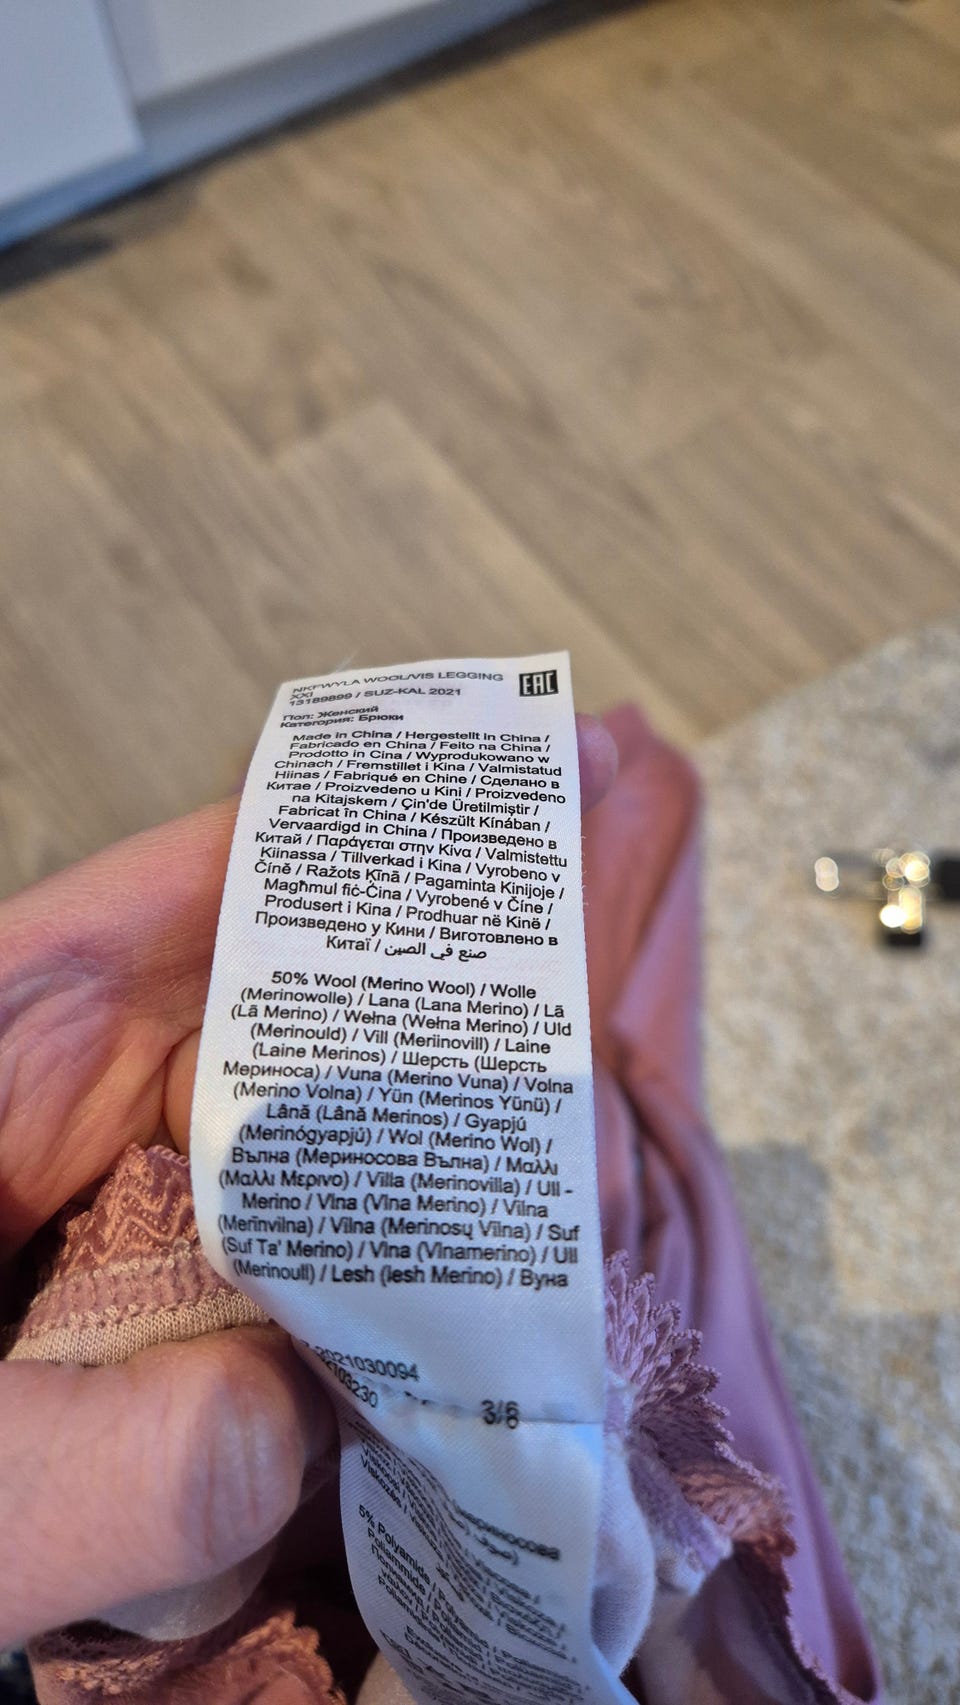 NKFWYLA WOOL/VIS LEGGING
XXI
13189899 / SUZ-KAL 2021
EAC
Пол: Женский
Категория: Брюки
Made in China / Hergestellt in China /
Fabricado en China / Feito na China /
Prodotto in Cina / Wyprodukowano w
Chinach / Fremstillet i Kina / Valmistatud
Hiinas / Fabriqué en Chine / Сделано в
Китае / Proizvedeno u Kini / Proizvedeno
na Kitajskem / Çin'de Üretilmiştir /
Fabricat în China / Készült Kínában /
Vervaardigd in China / Произведено в
Китай / Παράγεται στην Κίνα / Valmistettu
Kiinassa / Tillverkad i Kina / Vyrobeno v
Číně / Ražots Ķīnā / Pagaminta Kinijoje /
Magħmul fiċ-Ċina / Vyrobené v Číne /
Produsert i Kina / Prodhuar në Kinë /
Произведено у Кини / Виготовлено в
Китаї / صنع في الصين
50% Wool (Merino Wool) / Wolle
(Merinowolle) / Lana (Lana Merino) / Lã
(Lã Merino) / Wełna (Wełna Merino) / Uld
(Merinould) / Vill (Meriinovill) / Laine
(Laine Merinos) / Шерсть (Шерсть
Мериноса) / Vuna (Merino Vuna) / Volna
(Merino Volna) / Yün (Merinos Yünü) /
Lână (Lână Merinos) / Gyapjú
(Merinógyapjú) / Wol (Merino Wol) /
Вълна (Мериносова Вълна) / Μαλλι
(Μαλλι Μερινο) / Villa (Merinovilla) / Ull -
Merino / Vlna (Vlna Merino) / Vilna
(Merīnvilna) / Vilna (Merinosų Vilna) / Suf
(Suf Ta' Merino) / Vlna (Vlnamerino) / Ull
(Merinoull) / Lesh (lesh Merino) / Вуна
2021030094
103230
3/6
5% Polyamide /